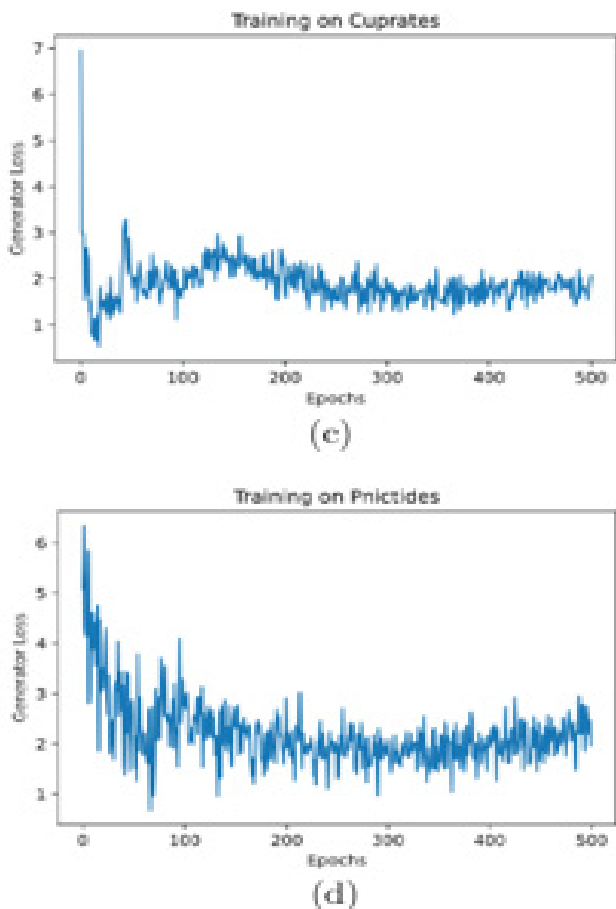 Training on Cuprates
Generator Loss
7
6
5
4
3
2
1
0 100 200 300 400 500
Epochs
(c)
Training on Pnictides
Generator Loss
6
5
4
3
2
1
0 100 200 300 400 500
Epochs
(d)